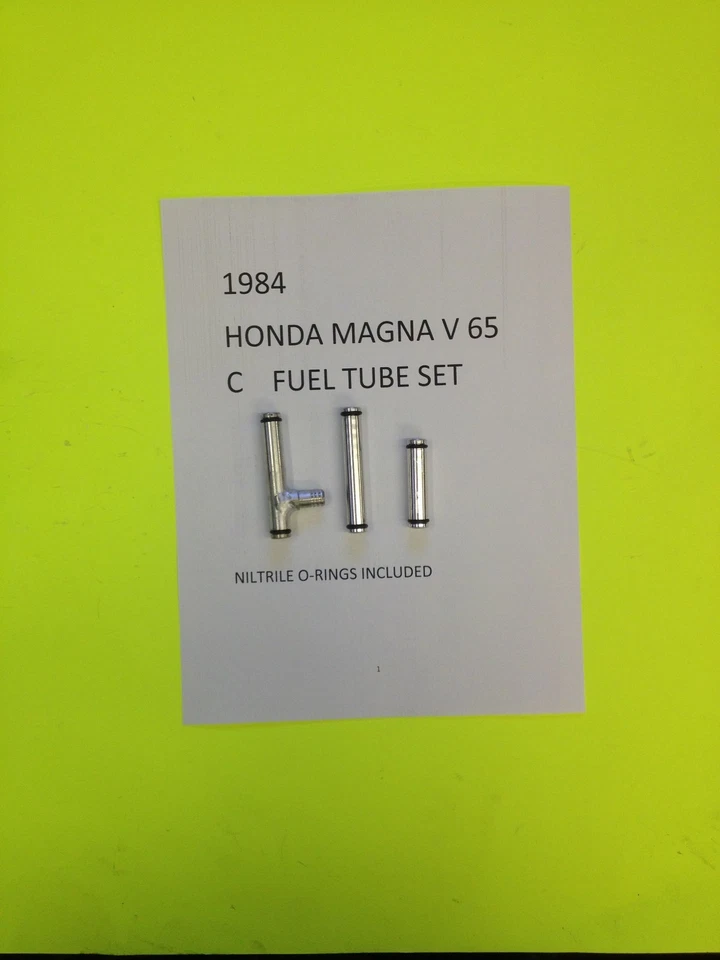 1984
HONDA MAGNA V 65
C FUEL TUBE SET
NILTRILE O-RINGS INCLUDED
1